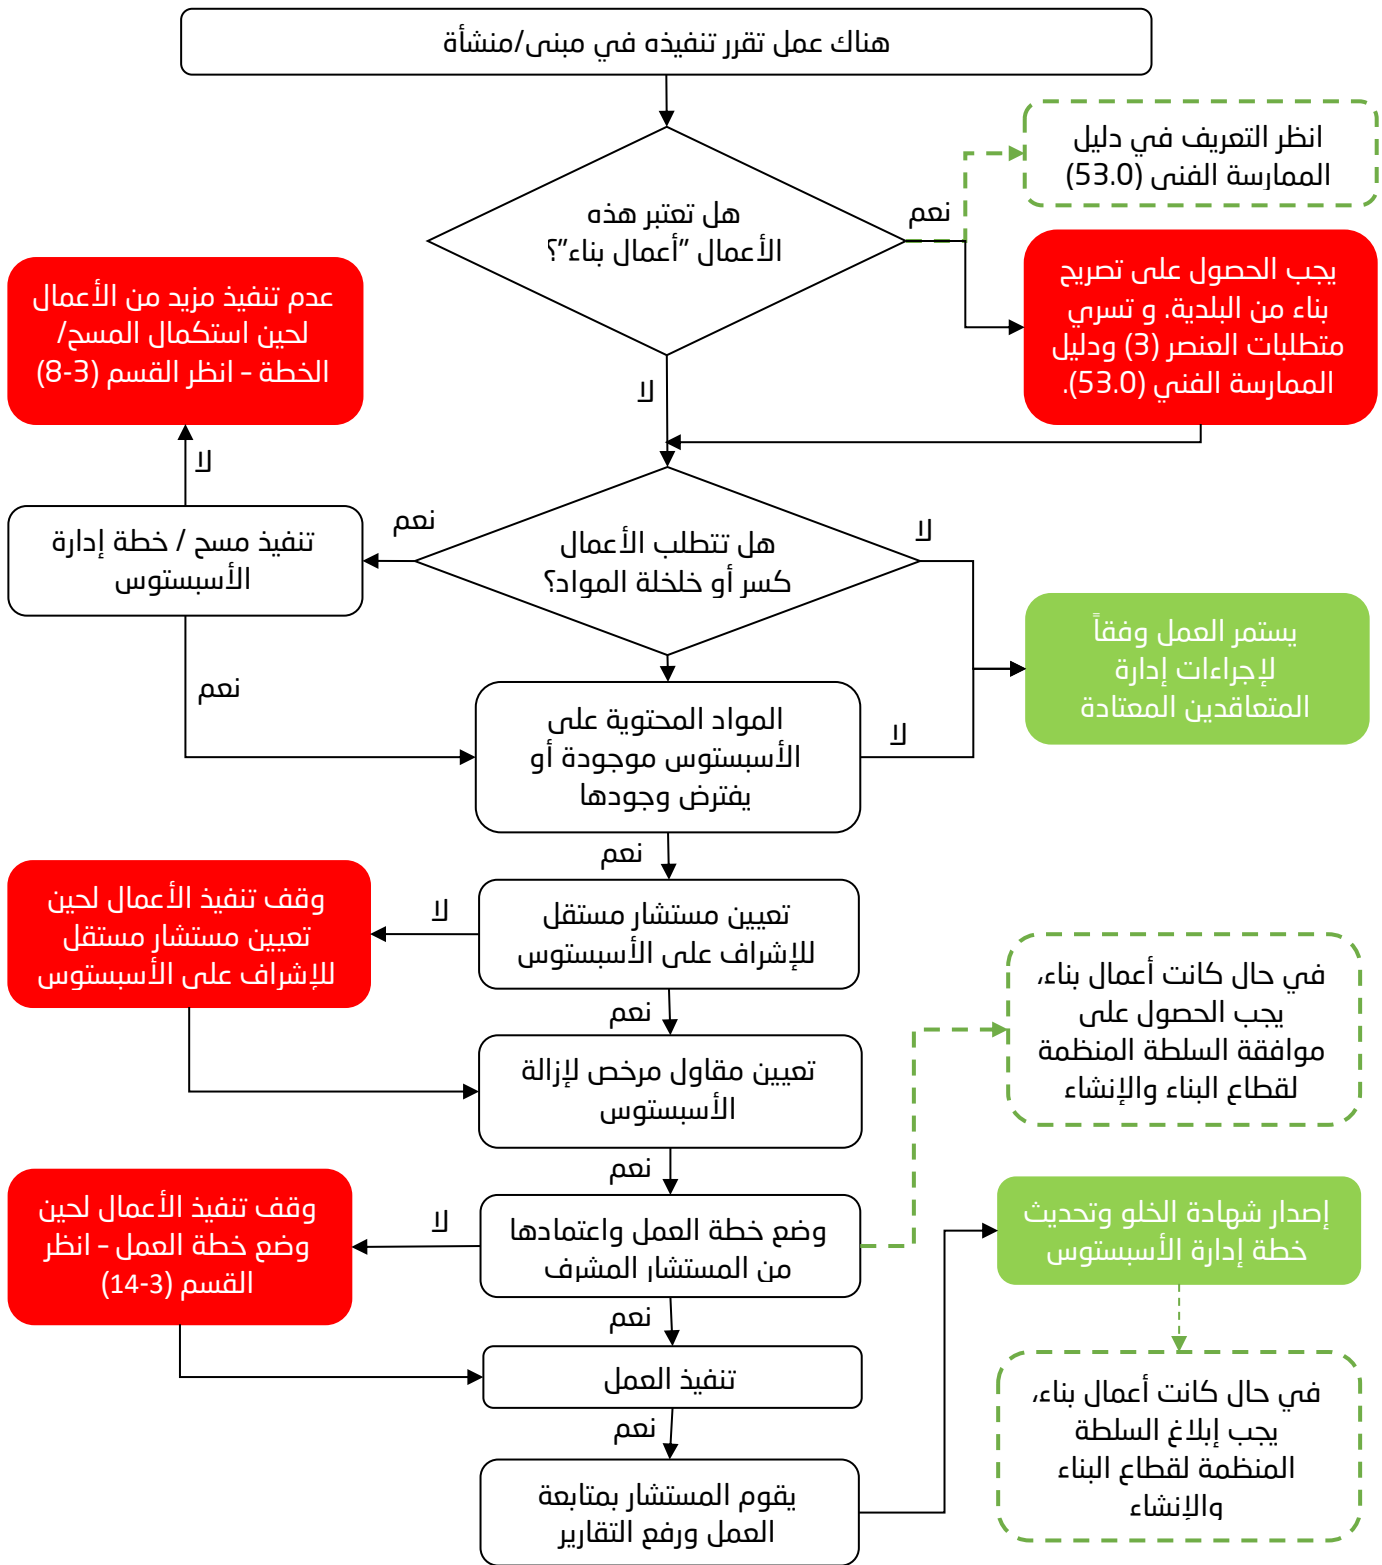 هناك عمل تقرر تنفيذه في مبنى/منشأة
انظر التعريف في دليل
الممارسة الفني (53.0)
هل تعتبر هذه
الأعمال "أعمال بناء"؟
نعم
يجب الحصول على تصريح
بناء من البلدية. و تسري
متطلبات العنصر (3) ودليل
الممارسة الفني (53.0).
عدم تنفيذ مزيد من الأعمال
لحين استكمال المسح/
الخطة – انظر القسم (3-8)
لا
لا
هل تتطلب الأعمال
كسر أو خلخلة المواد؟
نعم
لا
تنفيذ مسح / خطة إدارة
الأسبستوس
يستمر العمل وفقاً
لإجراءات إدارة
المتعاقدين المعتادة
نعم
المواد المحتوية على
الأسبستوس موجودة أو
يفترض وجودها
لا
نعم
تعيين مستشار مستقل
للإشراف على الأسبستوس
لا
وقف تنفيذ الأعمال لحين
تعيين مستشار مستقل
للإشراف على الأسبستوس
في حال كانت أعمال بناء،
يجب الحصول على
موافقة السلطة المنظمة
لقطاع البناء والإنشاء
نعم
تعيين مقاول مرخص لإزالة
الأسبستوس
نعم
وضع خطة العمل واعتمادها
من المستشار المشرف
لا
وقف تنفيذ الأعمال لحين
وضع خطة العمل – انظر
القسم (3-14)
إصدار شهادة الخلو وتحديث
خطة إدارة الأسبستوس
نعم
تنفيذ العمل
في حال كانت أعمال بناء،
يجب إبلاغ السلطة
المنظمة لقطاع البناء
والإنشاء
نعم
يقوم المستشار بمتابعة
العمل ورفع التقارير